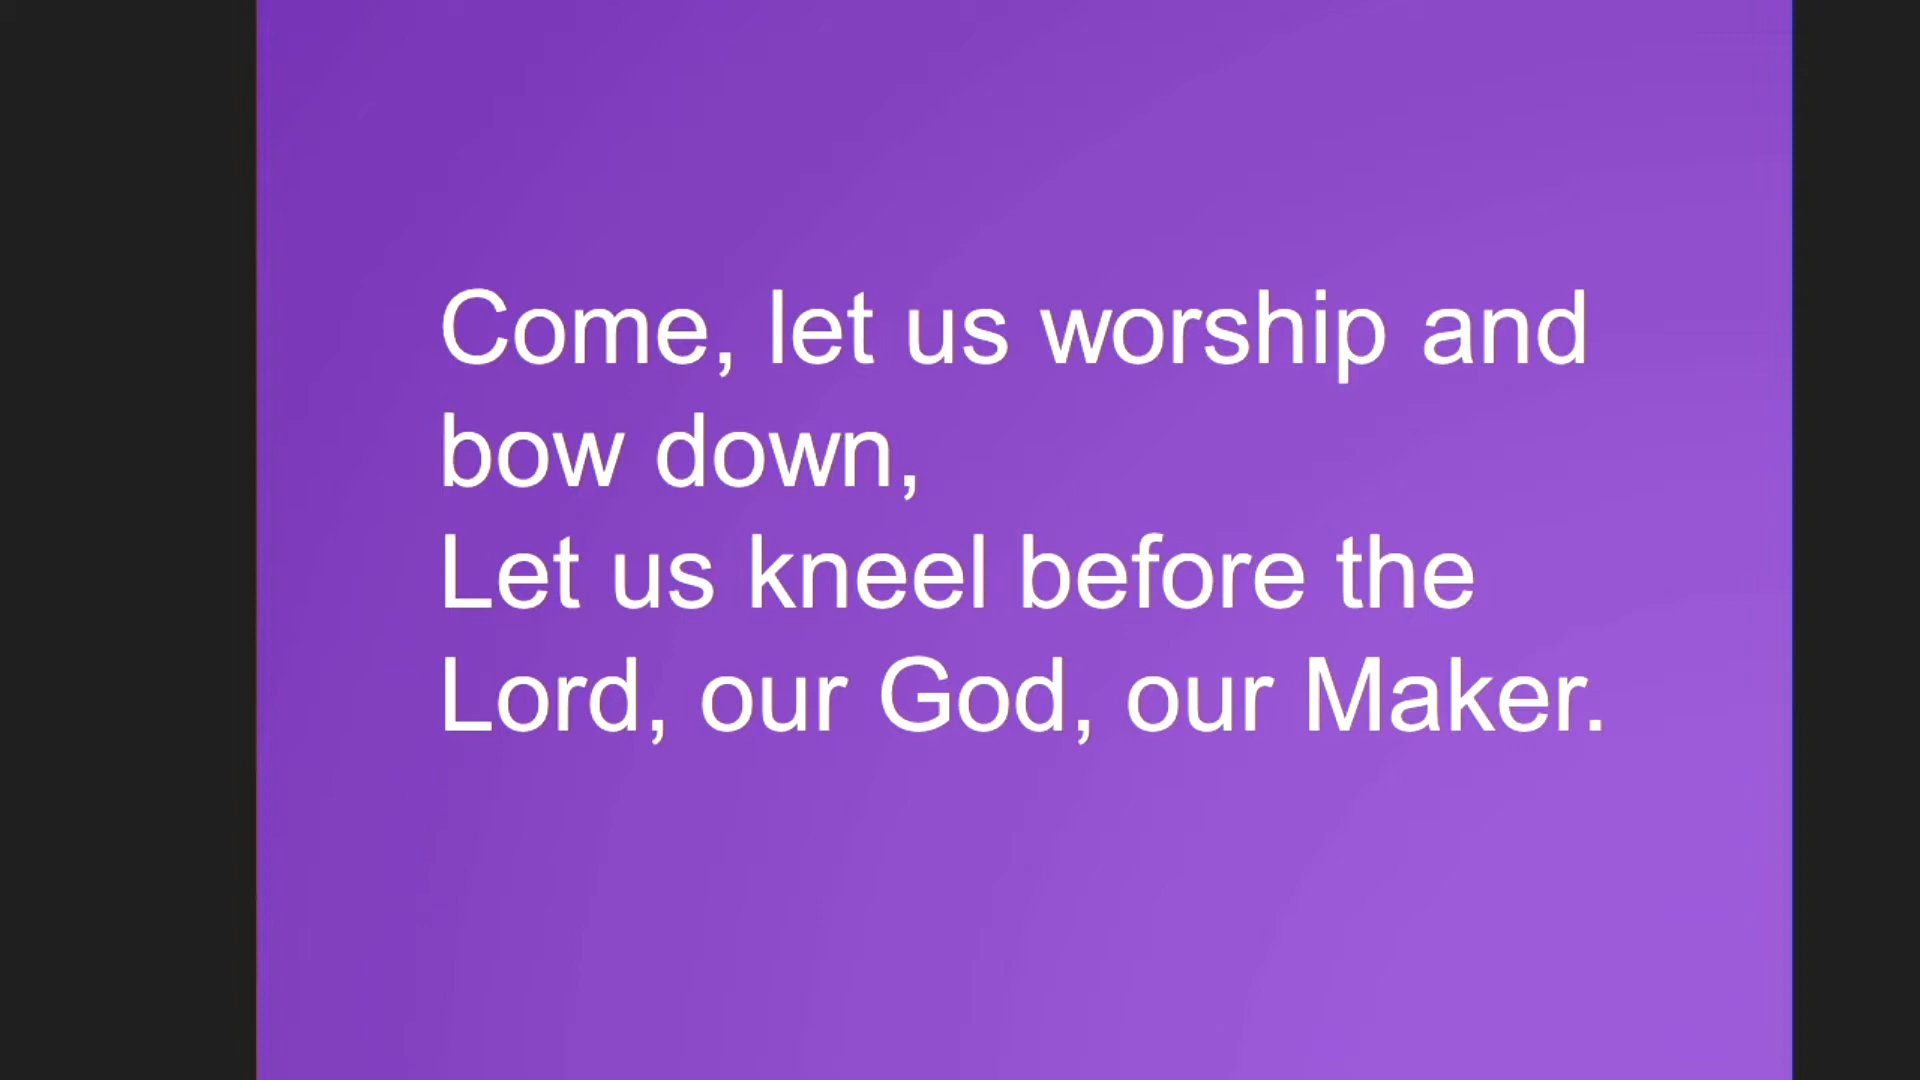 Come, let us worship and
bow down,
Let us kneel before the
Lord, our God, our Maker.